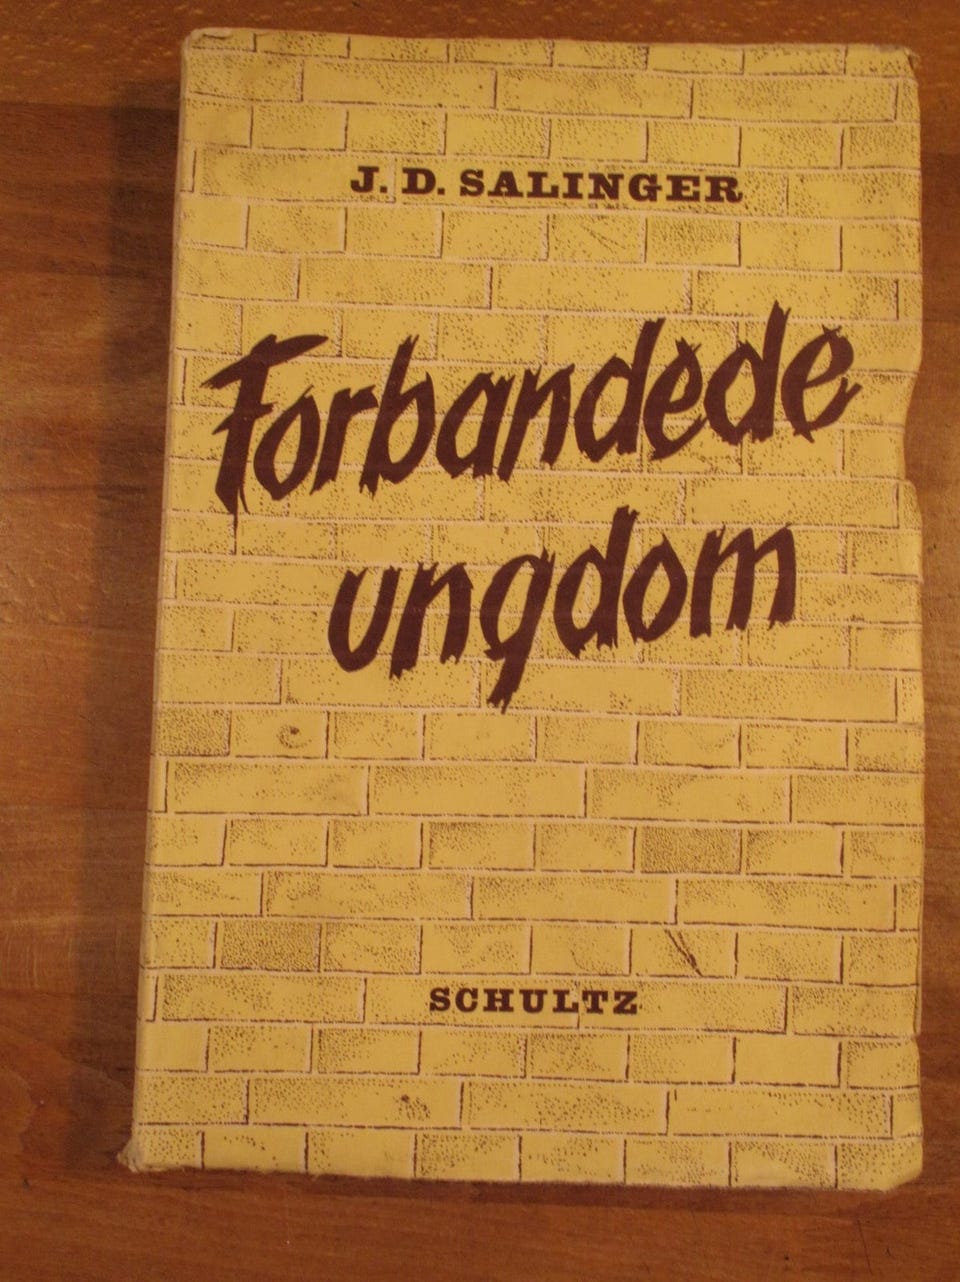 J. D. SALINGER
Forbandede
ungdom
SCHULTZ